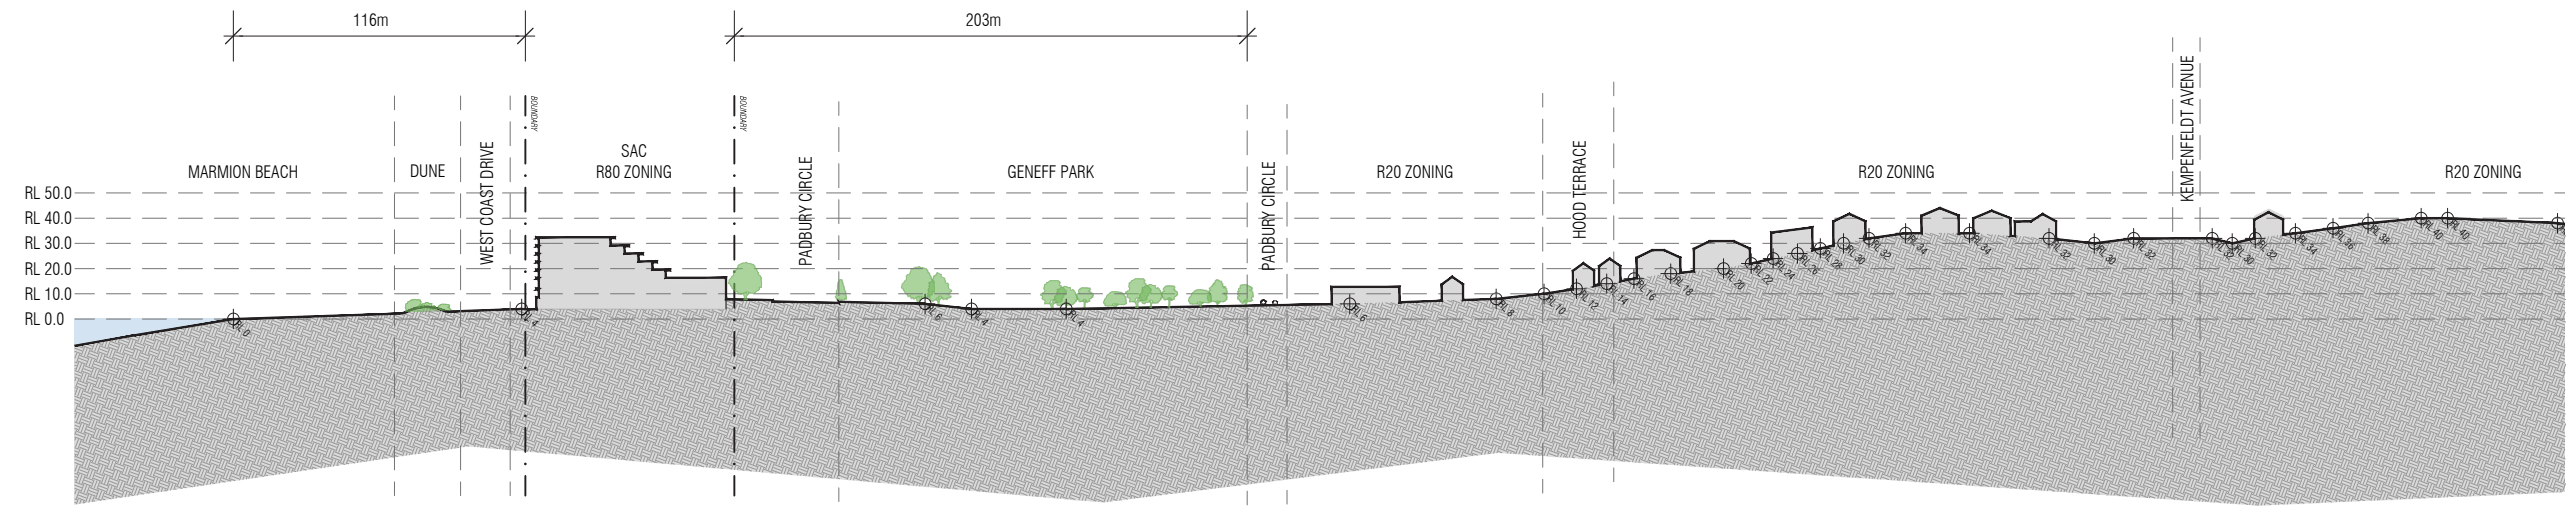 116m
203m
BOUNDARY
BOUNDARY
MARMION BEACH
DUNE
WEST COAST DRIVE
SAC
R80 ZONING
PADBURY CIRCLE
GENEFF PARK
PADBURY CIRCLE
R20 ZONING
HOOD TERRACE
R20 ZONING
KEMPENFELDT AVENUE
R20 ZONING
RL 50.0
RL 40.0
RL 30.0
RL 20.0
RL 10.0
RL 0.0
RL 0
RL 4
RL 6
RL 4
RL 4
RL 6
RL 8
RL 10
RL 12
RL 14
RL 16
RL 18
RL 20
RL 22
RL 24
RL 26
RL 28
RL 30
RL 32
RL 34
RL 34
RL 32
RL 30
RL 32
RL 32
RL 30
RL 32
RL 34
RL 36
RL 38
RL 40
RL 40